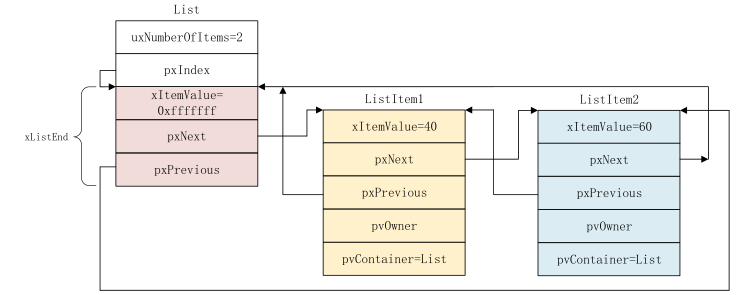 List
uxNumberOfItems=2
pxIndex
xItemValue=
0xfffffff
pxNext
pxPrevious
xListEnd
ListItem1
xItemValue=40
pxNext
pxPrevious
pvOwner
pvContainer=List
ListItem2
xItemValue=60
pxNext
pxPrevious
pvOwner
pvContainer=List